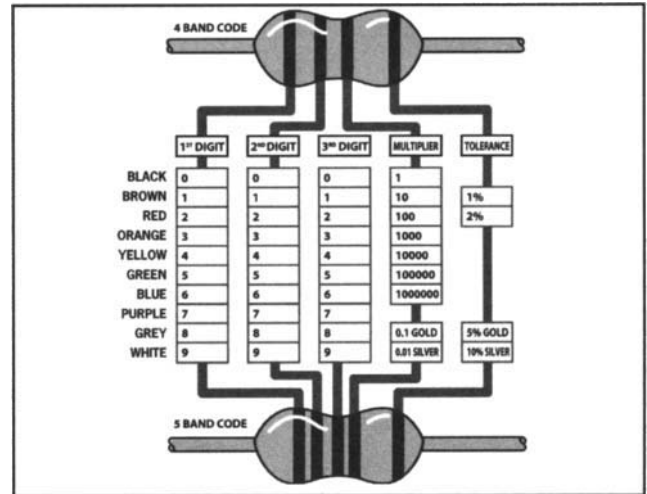 4 BAND CODE
1ST DIGIT 2ND DIGIT 3RD DIGIT MULTIPLIER TOLERANCE
BLACK 0 0 0 1
BROWN 1 1 1 10 1%
RED 2 2 2 100 2%
ORANGE 3 3 3 1000
YELLOW 4 4 4 10000
GREEN 5 5 5 100000
BLUE 6 6 6 1000000
PURPLE 7 7 7
GREY 8 8 8 0.1 GOLD 5% GOLD
WHITE 9 9 9 0.01 SILVER 10% SILVER
5 BAND CODE